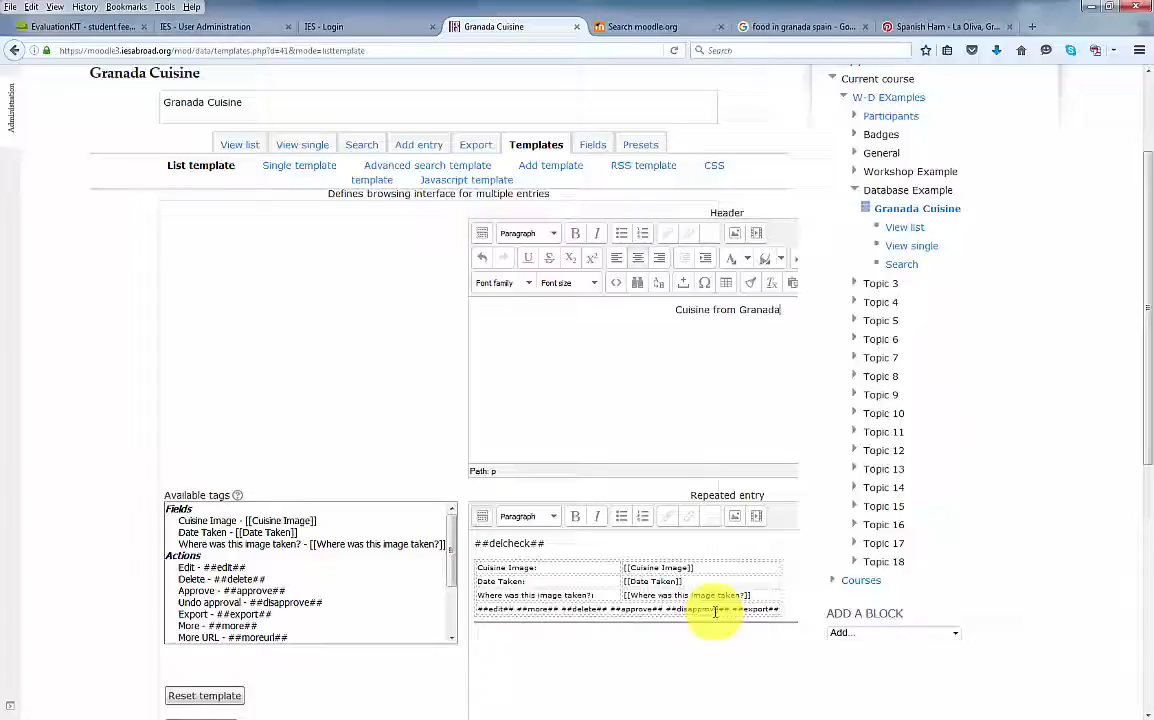 File Edit View History Bookmarks Tools Help
EvaluationKIT - student fee... IES - User Administration IES - Login Granada Cuisine Search moodle.org food in granada spain - Go... Spanish Ham - La Oliva, Gr...
https://moodle3.iesabroad.org/mod/data/templates.php?d=41&mode=listtemplate
Search
Administration
Granada Cuisine
Granada Cuisine
View list View single Search Add entry Export Templates Fields Presets
List template Single template Advanced search template Add template RSS template CSS
template Javascript template
Defines browsing interface for multiple entries
Header
Paragraph
Font family Font size
Cuisine from Granada
Path: p
Available tags
Repeated entry
Fields
Cuisine Image - [[Cuisine Image]]
Date Taken - [[Date Taken]]
Where was this image taken? - [[Where was this image taken?]]
Actions
Edit - ##edit##
Delete - ##delete##
Approve - ##approve##
Undo approval - ##disapprove##
Export - ##export##
More - ##more##
More URL - ##moreurl##
Paragraph
##delcheck##
Cuisine Image: [[Cuisine Image]]
Date Taken: [[Date Taken]]
Where was this image taken?: [[Where was this image taken?]]
##edit## ##more## ##delete## ##approve## ##disapprove## ##export##
Reset template
Current course
W-D EXamples
Participants
Badges
General
Workshop Example
Database Example
Granada Cuisine
View list
View single
Search
Topic 3
Topic 4
Topic 5
Topic 6
Topic 7
Topic 8
Topic 9
Topic 10
Topic 11
Topic 12
Topic 13
Topic 14
Topic 15
Topic 16
Topic 17
Topic 18
Courses
ADD A BLOCK
Add...